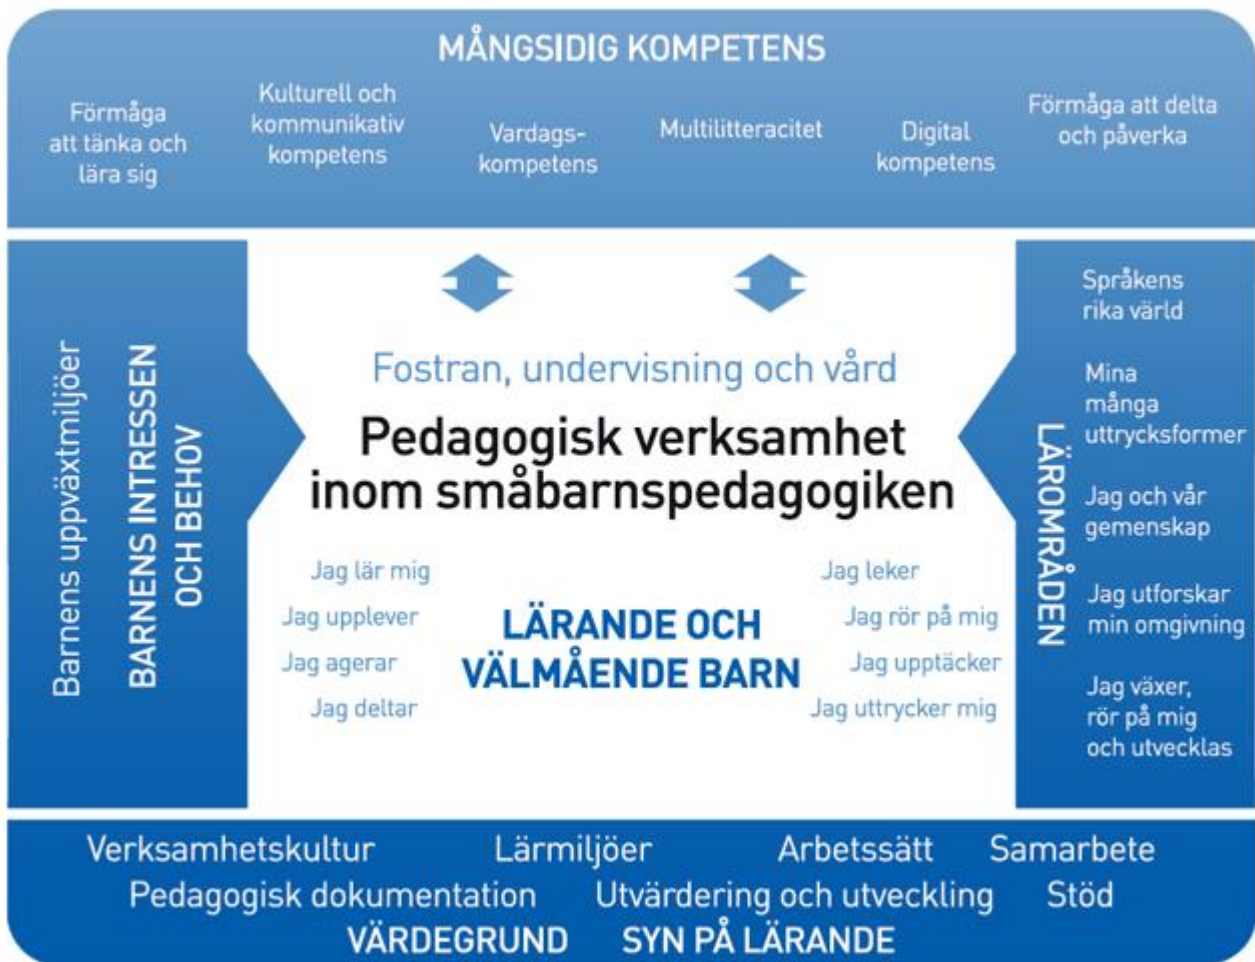 MÅNGSIDIG KOMPETENS
Förmåga
att tänka och
lära sig
Kulturell och
kommunikativ
kompetens
Vardags-
kompetens
Multilitteracitet
Digital
kompetens
Förmåga att delta
och påverka
Barnens uppväxtmiljöer
BARNENS INTRESSEN
OCH BEHOV
Fostran, undervisning och vård
Pedagogisk verksamhet
inom småbarnspedagogiken
Jag lär mig
Jag upplever
Jag agerar
Jag deltar
LÄRANDE OCH
VÄLMÅENDE BARN
Jag leker
Jag rör på mig
Jag upptäcker
Jag uttrycker mig
LÄROMRÅDEN
Språkens
rika värld
Mina
många
uttrycksformer
Jag och vår
gemenskap
Jag utforskar
min omgivning
Jag växer,
rör på mig
och utvecklas
Verksamhetskultur Lärmiljöer Arbetssätt Samarbete
Pedagogisk dokumentation Utvärdering och utveckling Stöd
VÄRDEGRUND SYN PÅ LÄRANDE